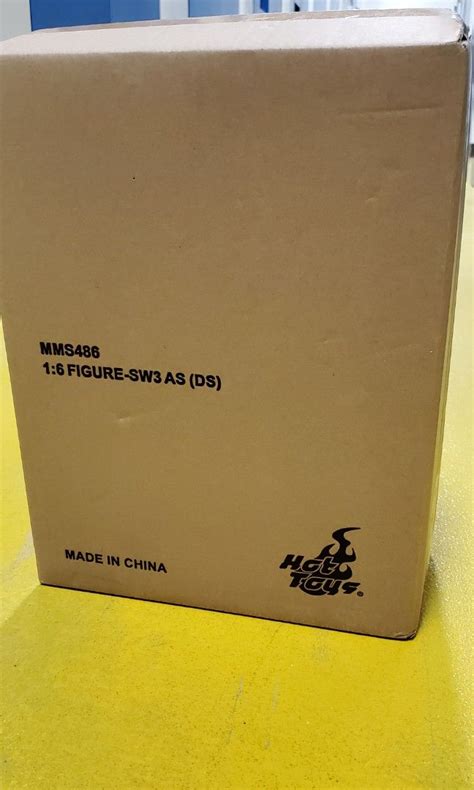 MMS486
1:6 FIGURE-SW3 AS (DS)
MADE IN CHINA
Hot
Toys®